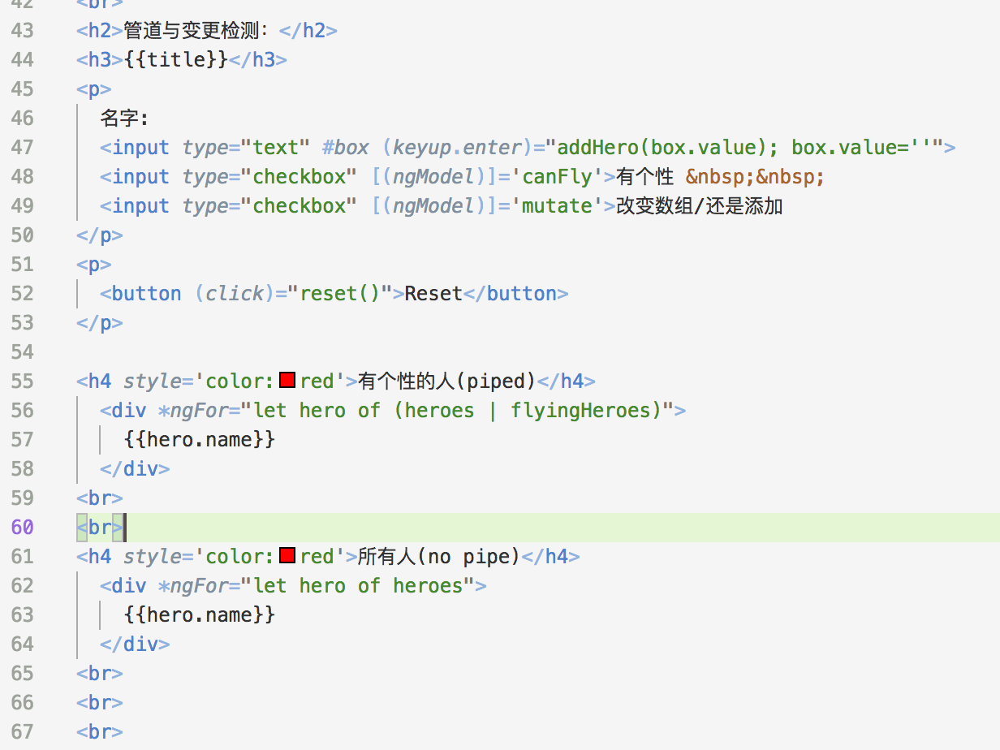 42 <br>
43 <h2>管道与变更检测：</h2>
44 <h3>{{title}}</h3>
45 <p>
46 名字:
47 <input type="text" #box (keyup.enter)="addHero(box.value); box.value=''">
48 <input type="checkbox" [(ngModel)]='canFly'>有个性 &nbsp;&nbsp;
49 <input type="checkbox" [(ngModel)]='mutate'>改变数组/还是添加
50 </p>
51 <p>
52 <button (click)="reset()">Reset</button>
53 </p>
54
55 <h4 style='color:red'>有个性的人(piped)</h4>
56 <div *ngFor="let hero of (heroes | flyingHeroes)">
57 {{hero.name}}
58 </div>
59 <br>
60 <br>
61 <h4 style='color:red'>所有人(no pipe)</h4>
62 <div *ngFor="let hero of heroes">
63 {{hero.name}}
64 </div>
65 <br>
66 <br>
67 <br>